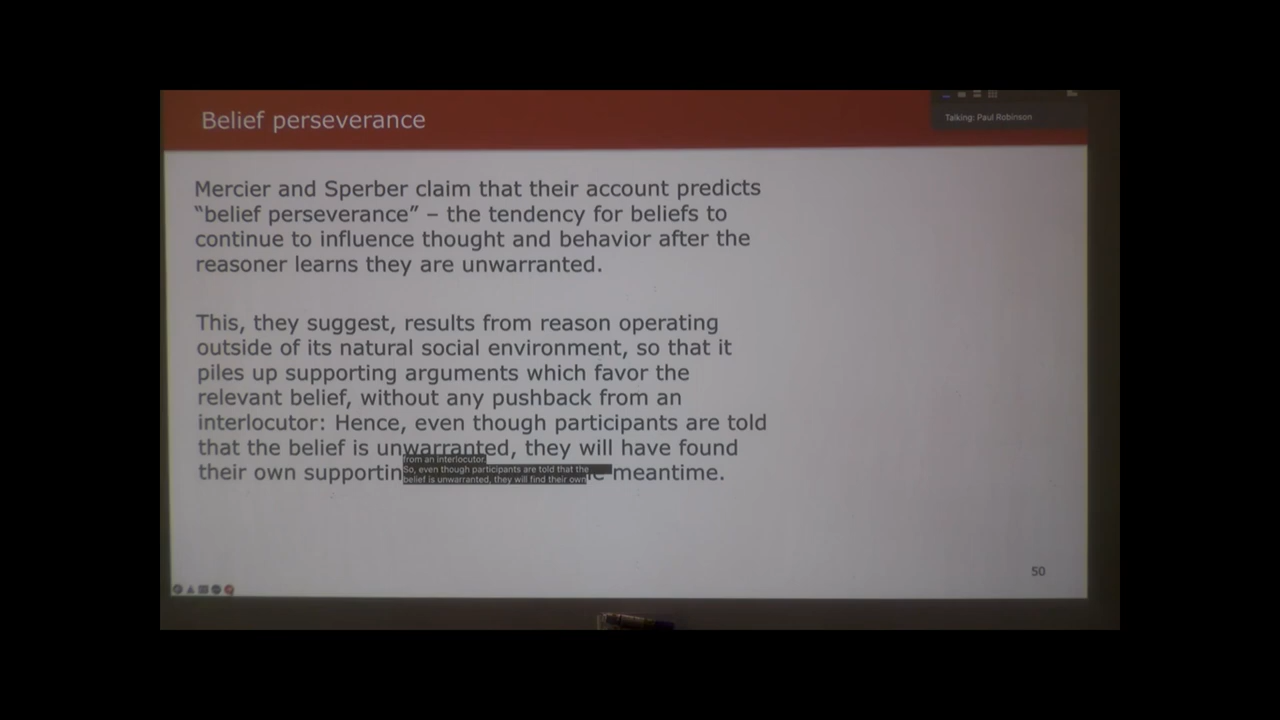 Belief perseverance
Talking: Paul Robinson
Mercier and Sperber claim that their account predicts
“belief perseverance” – the tendency for beliefs to
continue to influence thought and behavior after the
reasoner learns they are unwarranted.
This, they suggest, results from reason operating
outside of its natural social environment, so that it
piles up supporting arguments which favor the
relevant belief, without any pushback from an
interlocutor: Hence, even though participants are told
that the belief is unwarranted, they will have found
their own meantime.
from an interlocutor.
So, even though participants are told that the
belief is unwarranted, they will find their own
50